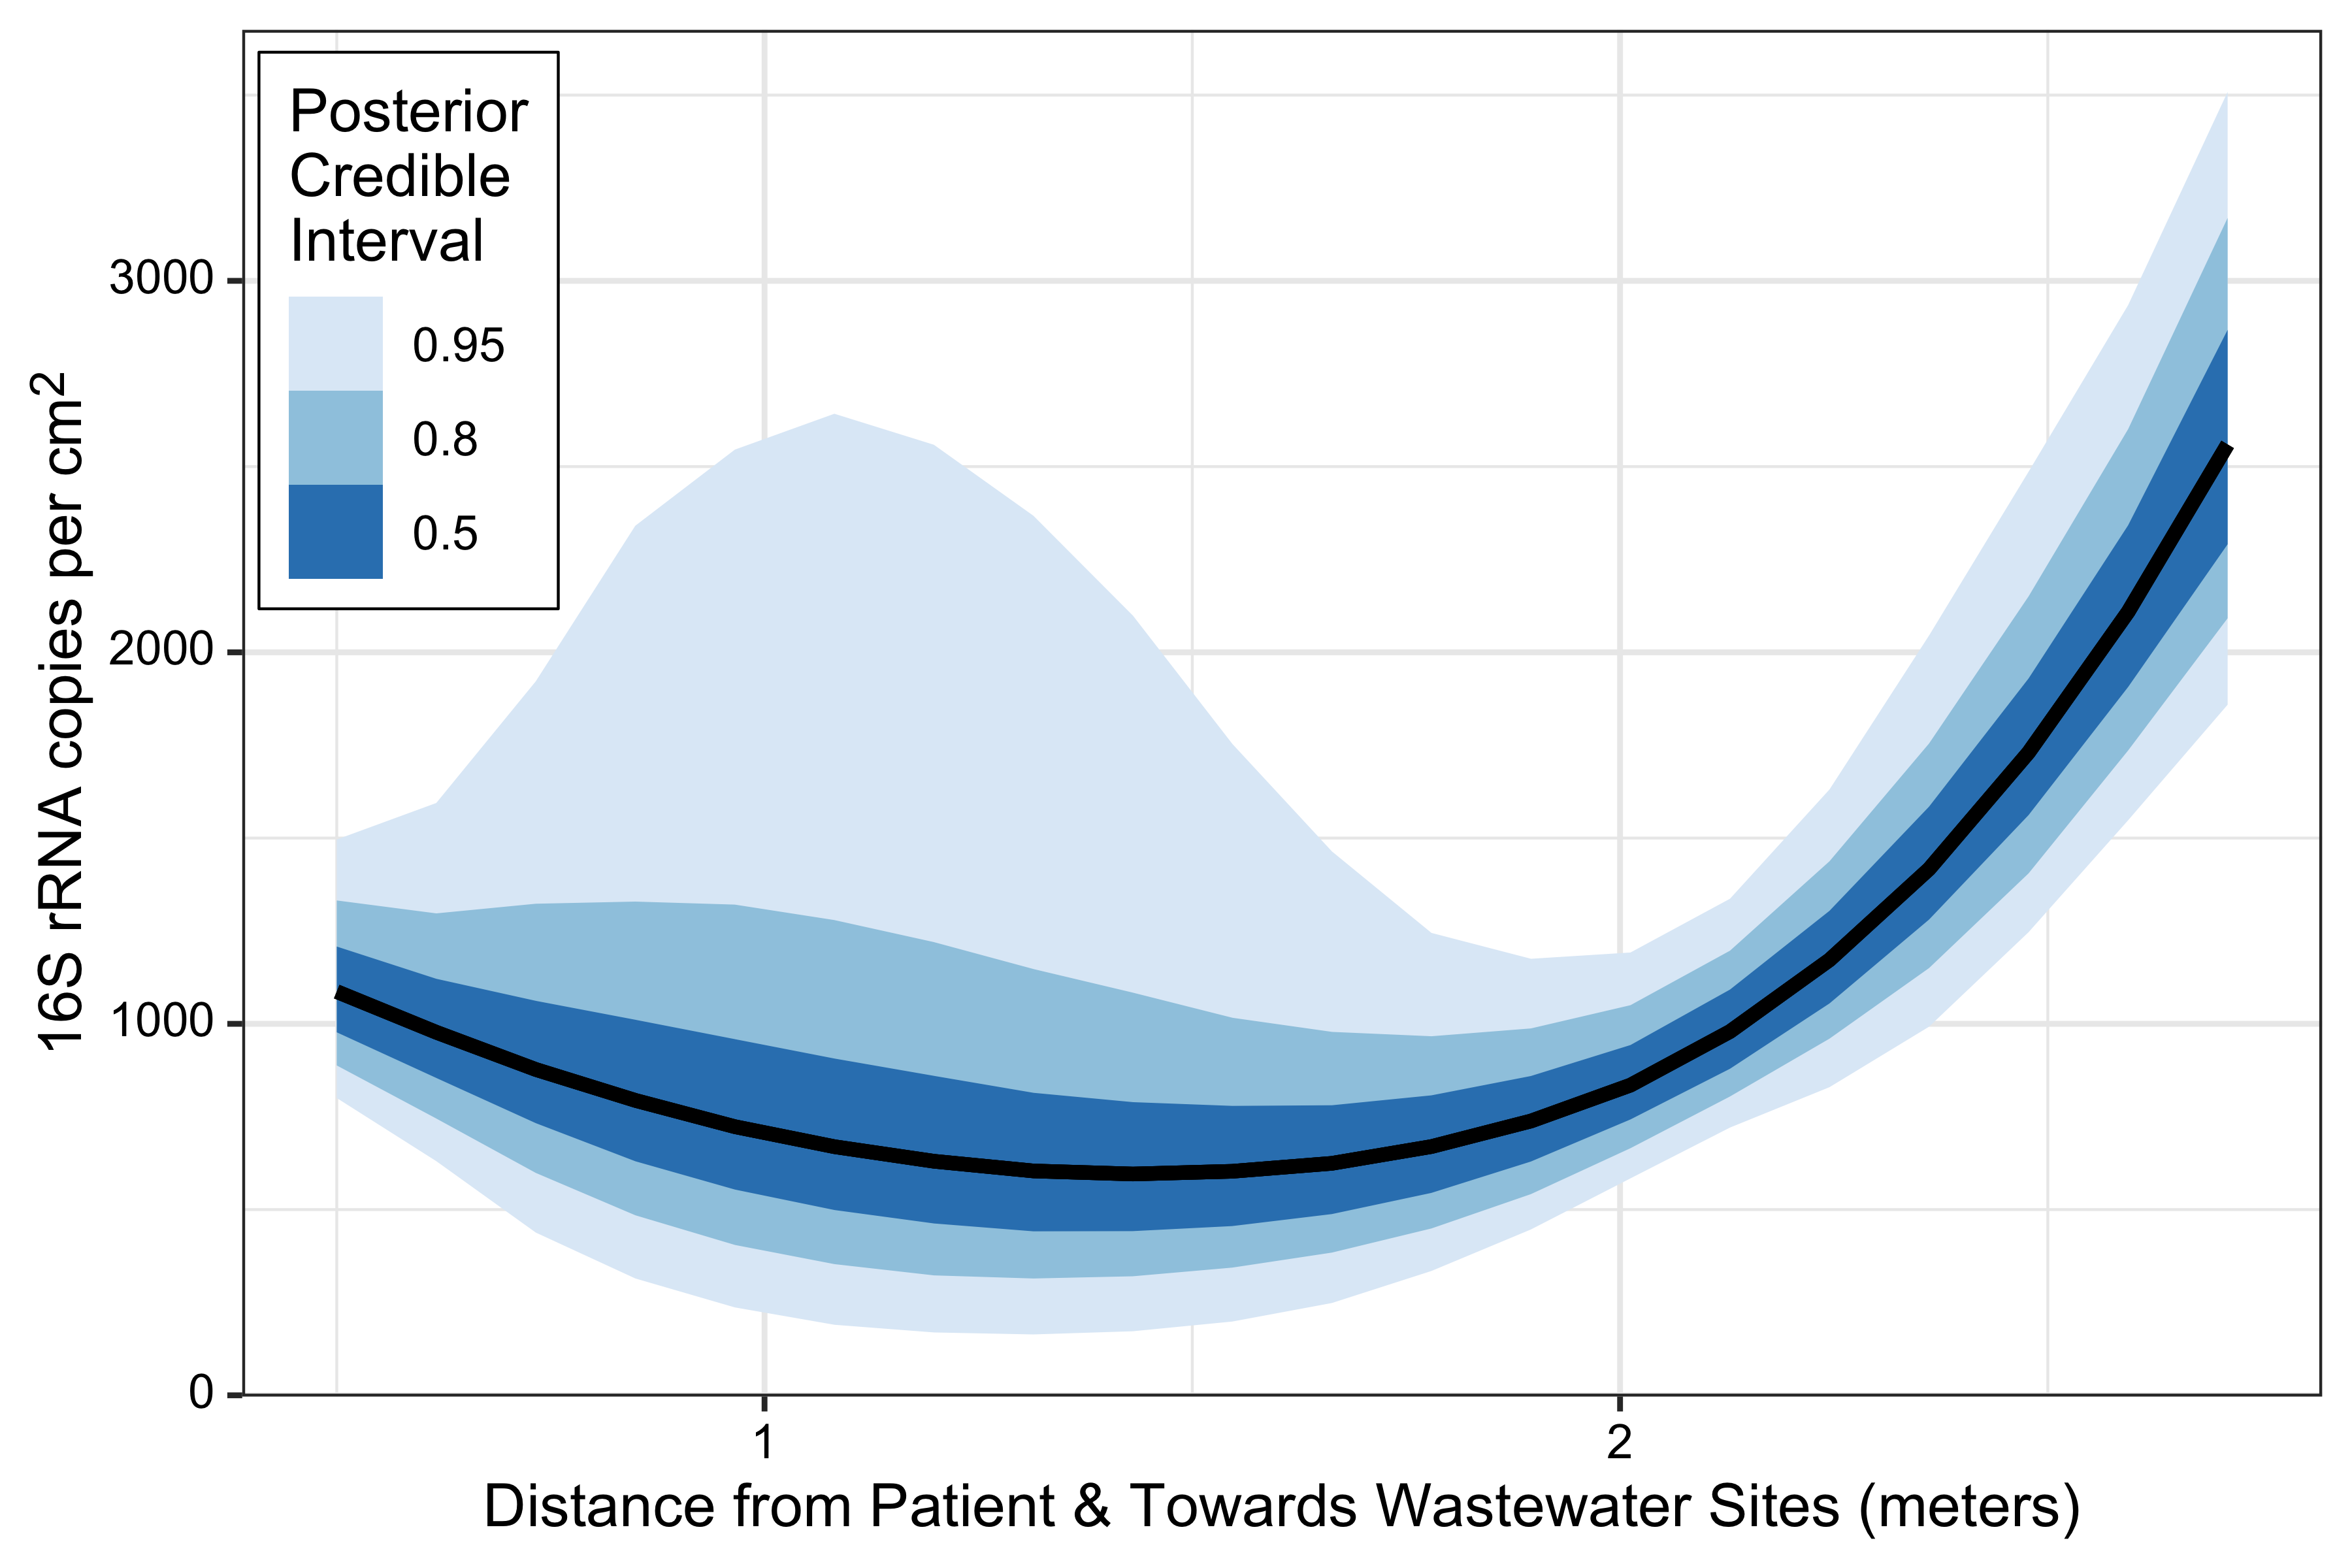 Posterior
Credible
Interval
0.95
0.8
0.5
3000
2000
1000
0
16S rRNA copies per cm²
1
2
Distance from Patient & Towards Wastewater Sites (meters)